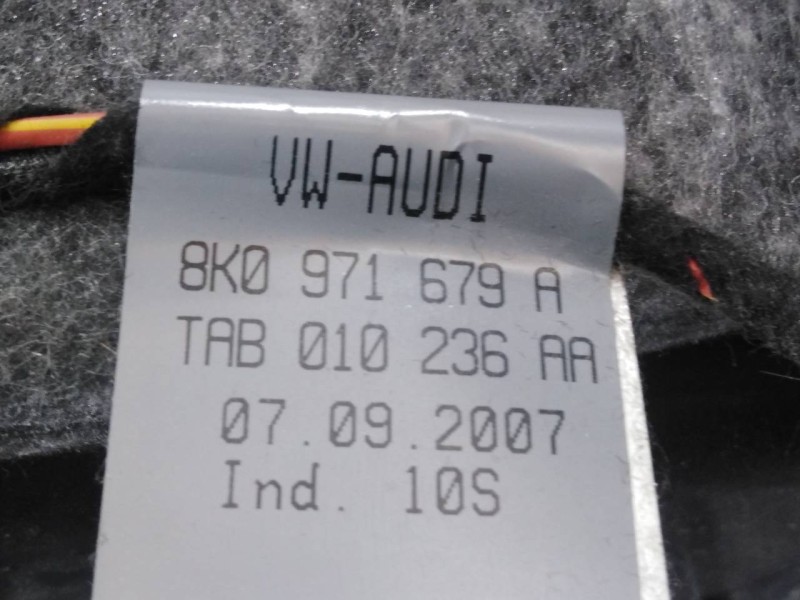 VW-AUDI
8K0 971 679 A
TAB 010 236 AA
07.09.2007
Ind. 10S